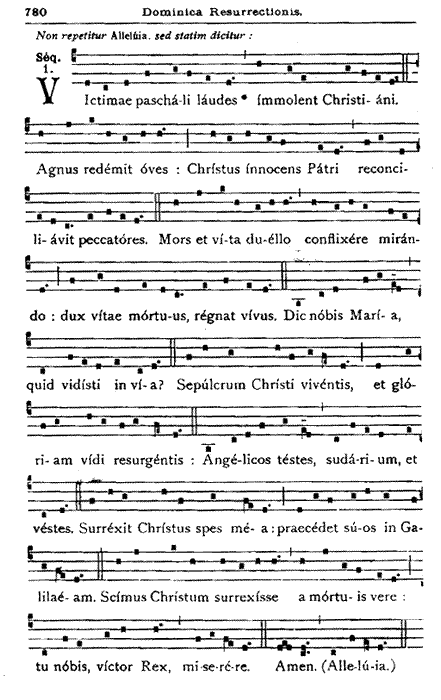 780 Dominica Resurrectionis.
Non repetitur Allelúia. sed statim dicitur :
Séq.
1.
VIctimae paschá-li láudes * ímmolent Christi- áni.
Agnus redémit óves : Chrístus ínnocens Pátri reconci-
li- ávit peccatóres. Mors et ví-ta du-éllo conflixére mirán-
do : dux vítae mórtu-us, régnat vívus. Dic nóbis Marí- a,
quid vidísti in ví-a? Sepúlcrum Chrísti vivéntis, et gló-
ri- am vídi resurgéntis : Angé-licos téstes, sudá-ri- um, et
véstes. Surréxit Chrístus spes mé- a : praecédet sú-os in Ga-
lilaé- am. Scímus Chrístum surrexísse a mórtu- is vere :
tu nóbis, víctor Rex, mi-se-ré-re. Amen. (Alle-lú-ia.)